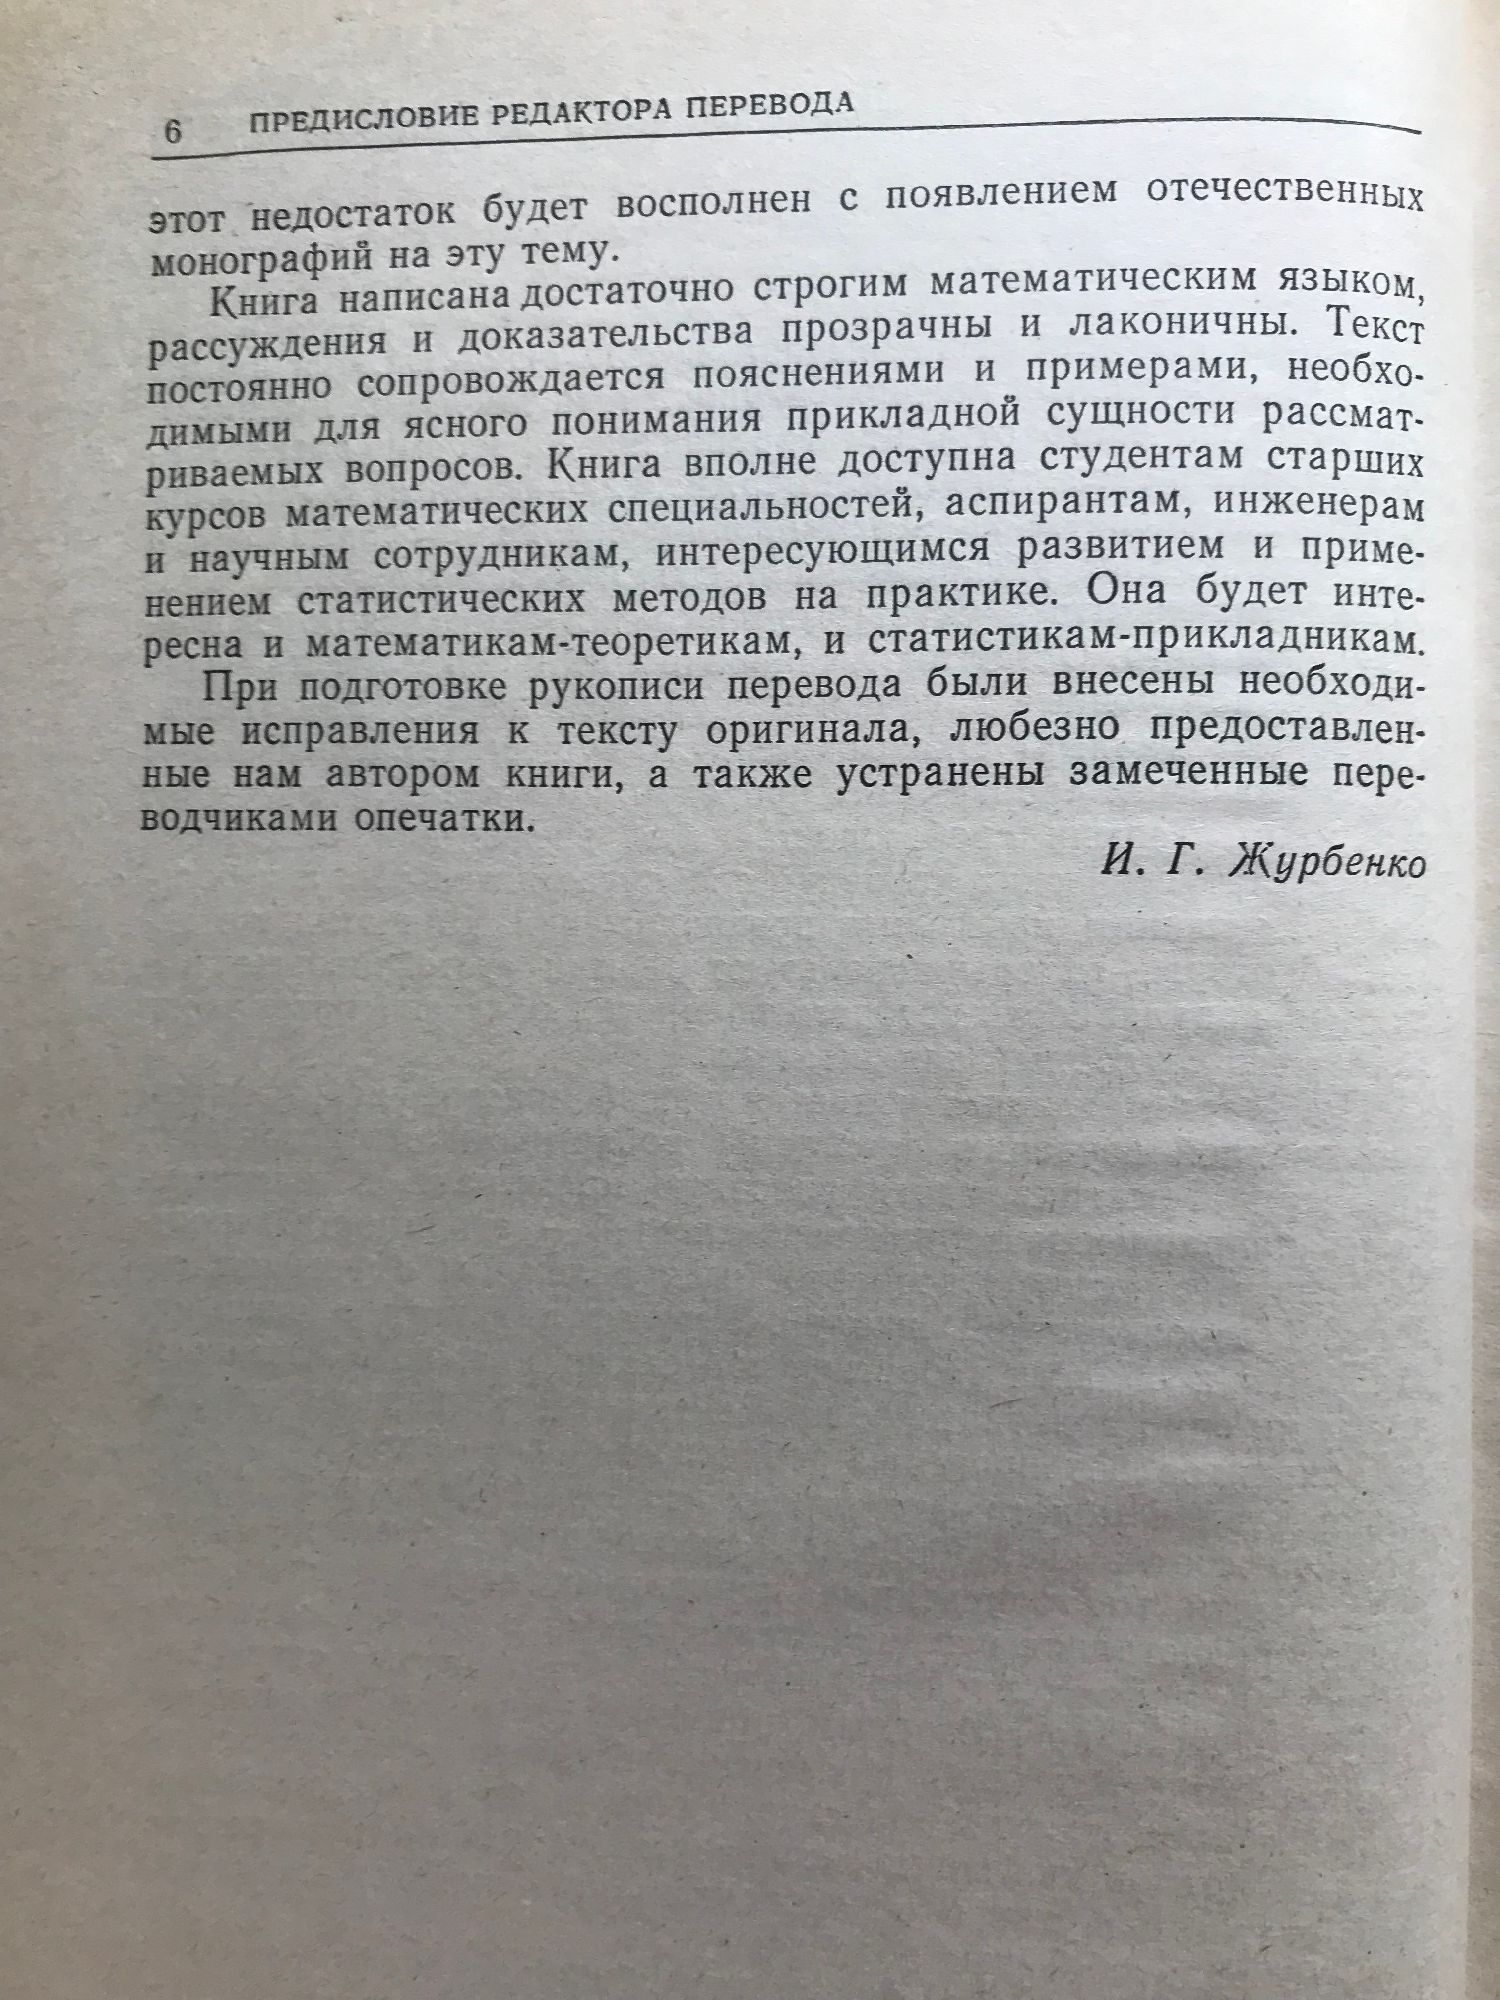 6 ПРЕДИСЛОВИЕ РЕДАКТОРА ПЕРЕВОДА
этот недостаток будет восполнен с появлением отечественных
монографий на эту тему.
Книга написана достаточно строгим математическим языком,
рассуждения и доказательства прозрачны и лаконичны. Текст
постоянно сопровождается пояснениями и примерами, необхо-
димыми для ясного понимания прикладной сущности рассмат-
риваемых вопросов. Книга вполне доступна студентам старших
курсов математических специальностей, аспирантам, инженерам
и научным сотрудникам, интересующимся развитием и приме-
нением статистических методов на практике. Она будет инте-
ресна и математикам-теоретикам, и статистикам-прикладникам.
При подготовке рукописи перевода были внесены необходи-
мые исправления к тексту оригинала, любезно предоставлен-
ные нам автором книги, а также устранены замеченные пере-
водчиками опечатки.
И. Г. Журбенко